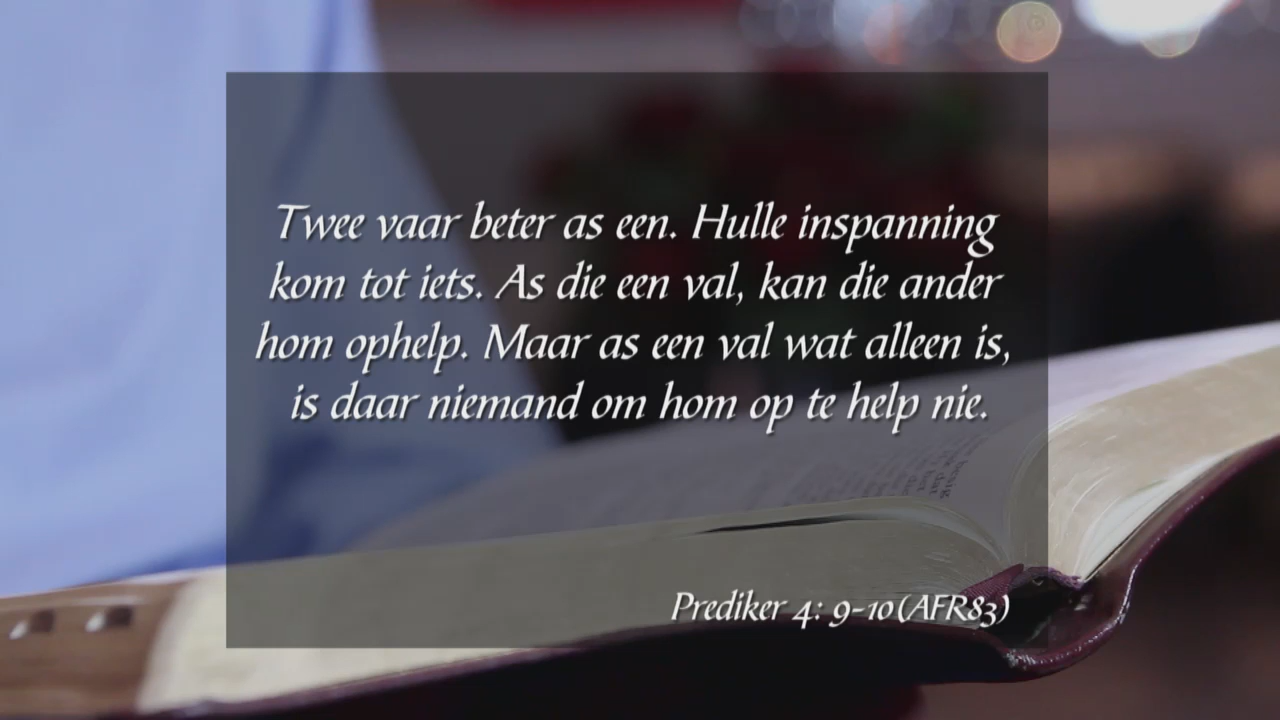 Twee vaar beter as een. Hulle inspanning
kom tot iets. As die een val, kan die ander
hom ophelp. Maar as een val wat alleen is,
is daar niemand om hom op te help nie.
Prediker 4: 9-10 (AFR83)